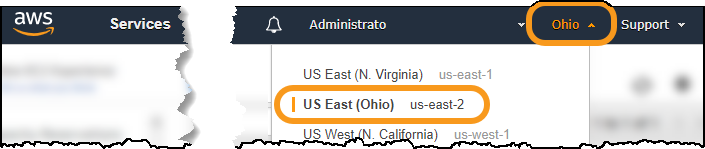 aws Services Administrato Ohio Support
US East (N. Virginia) us-east-1
US East (Ohio) us-east-2
US West (N. California) us-west-1